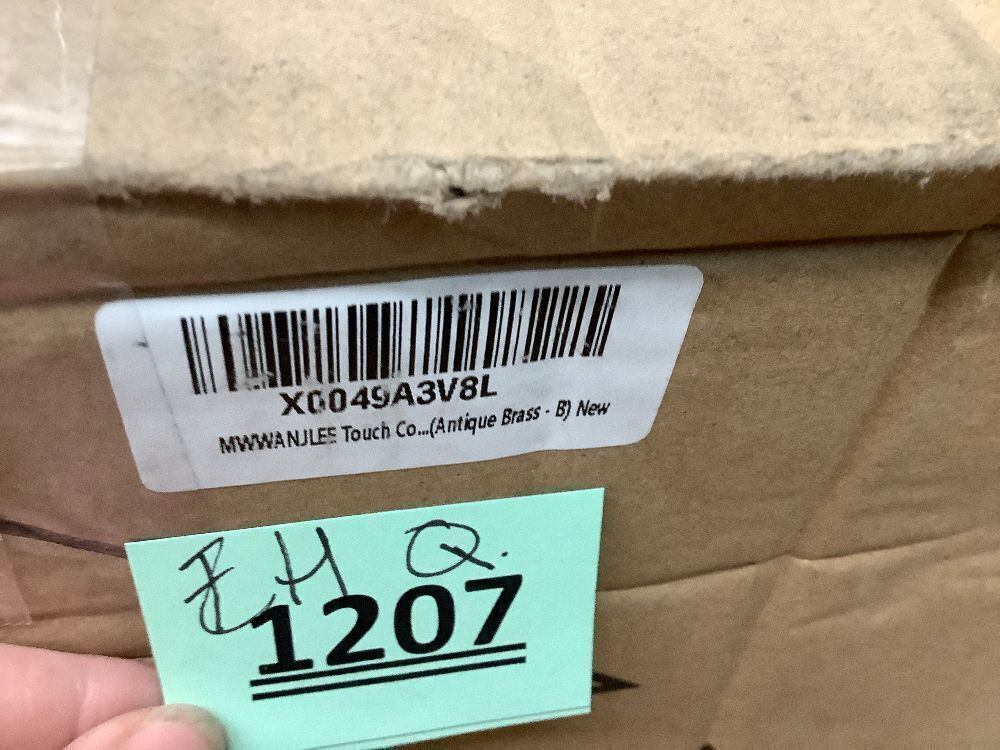 X0049A3V8L
MWWANJLEE Touch Co...(Antique Brass - B) New
EH Q.
1207